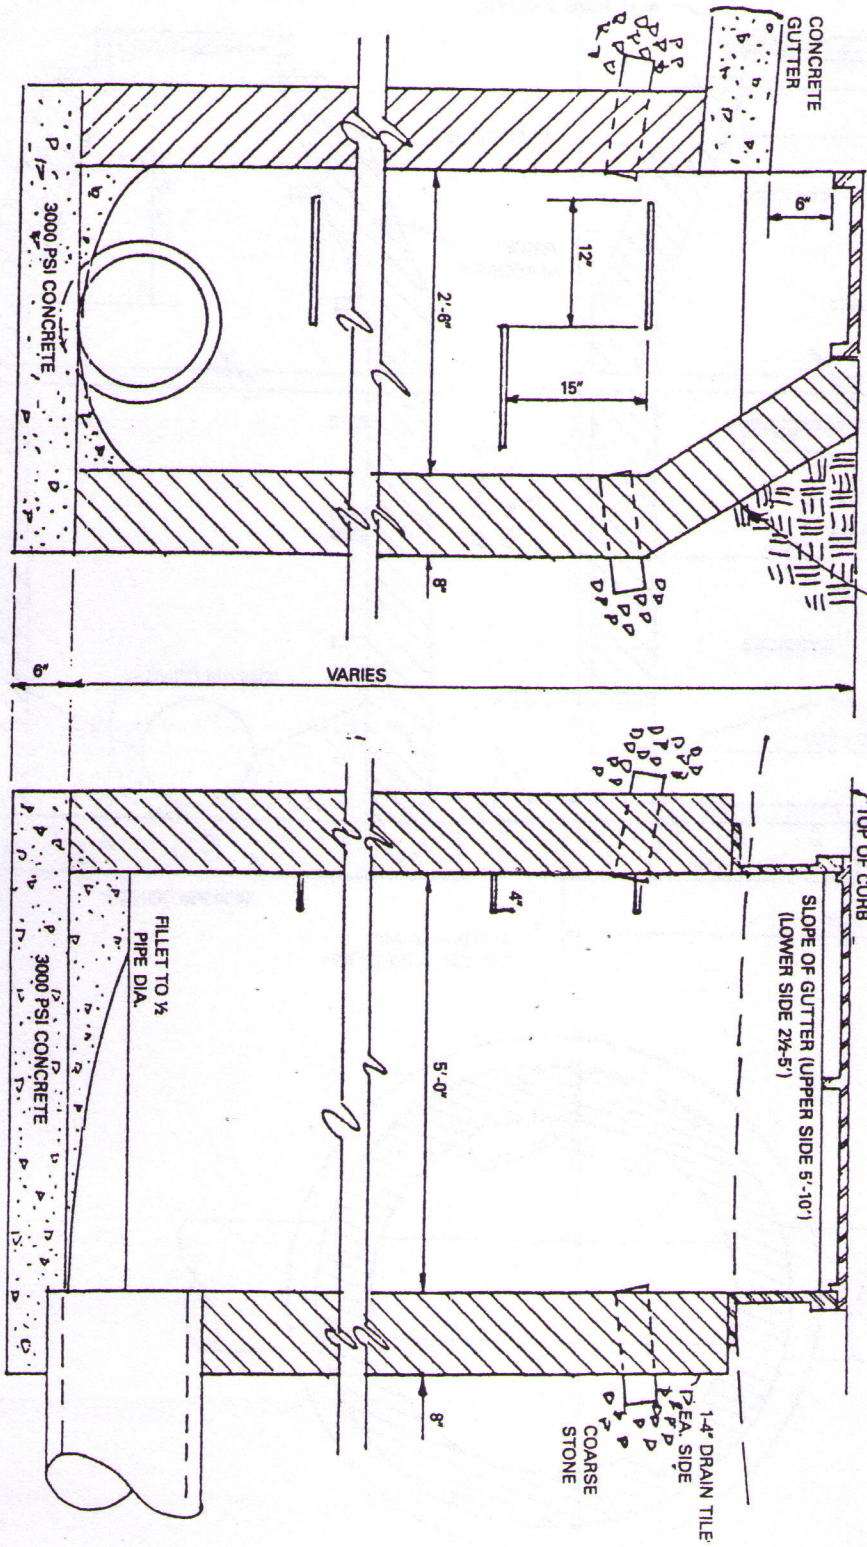 CONCRETE
GUTTER
6"
12"
15"
2'-8"
8"
3000 PSI CONCRETE
6"
VARIES
TOP OF CURB
SLOPE OF GUTTER (UPPER SIDE 5'-10')
(LOWER SIDE 2½-5')
4"
5'-0"
FILLET TO ½
PIPE DIA.
3000 PSI CONCRETE
8"
1-4" DRAIN TILE
EA. SIDE
COARSE
STONE